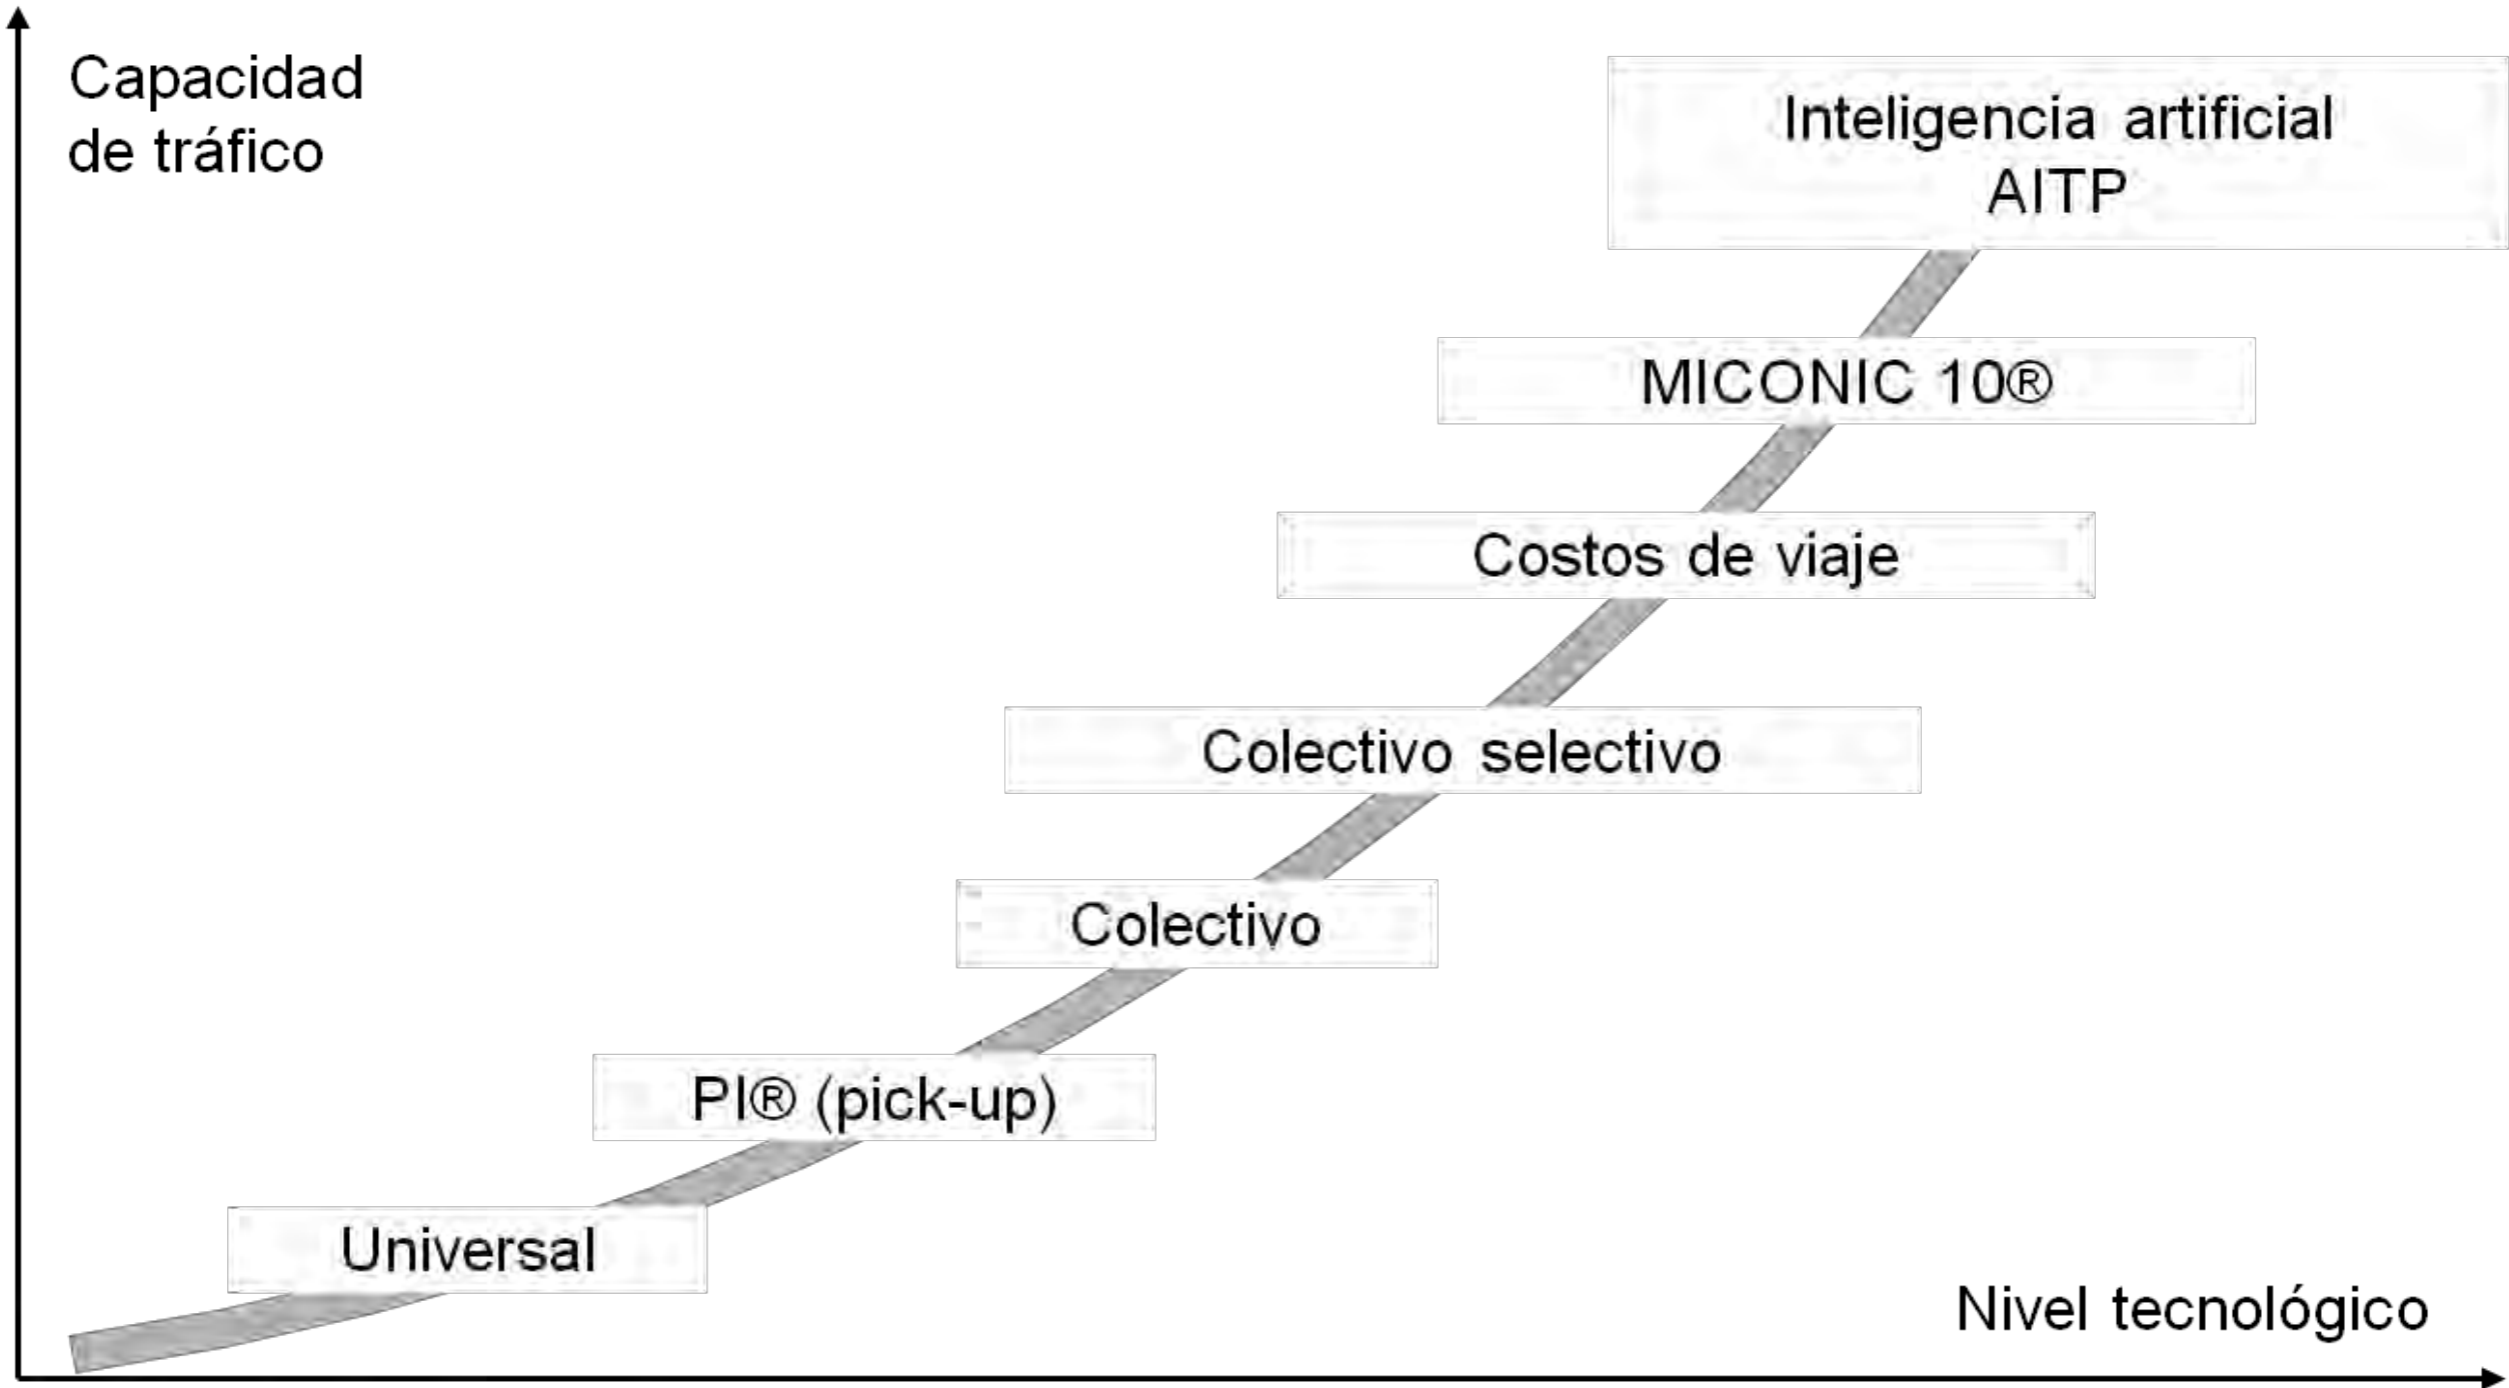 Capacidad
de tráfico
Inteligencia artificial
AITP
MICONIC 10®
Costos de viaje
Colectivo selectivo
Colectivo
PI® (pick-up)
Universal
Nivel tecnológico